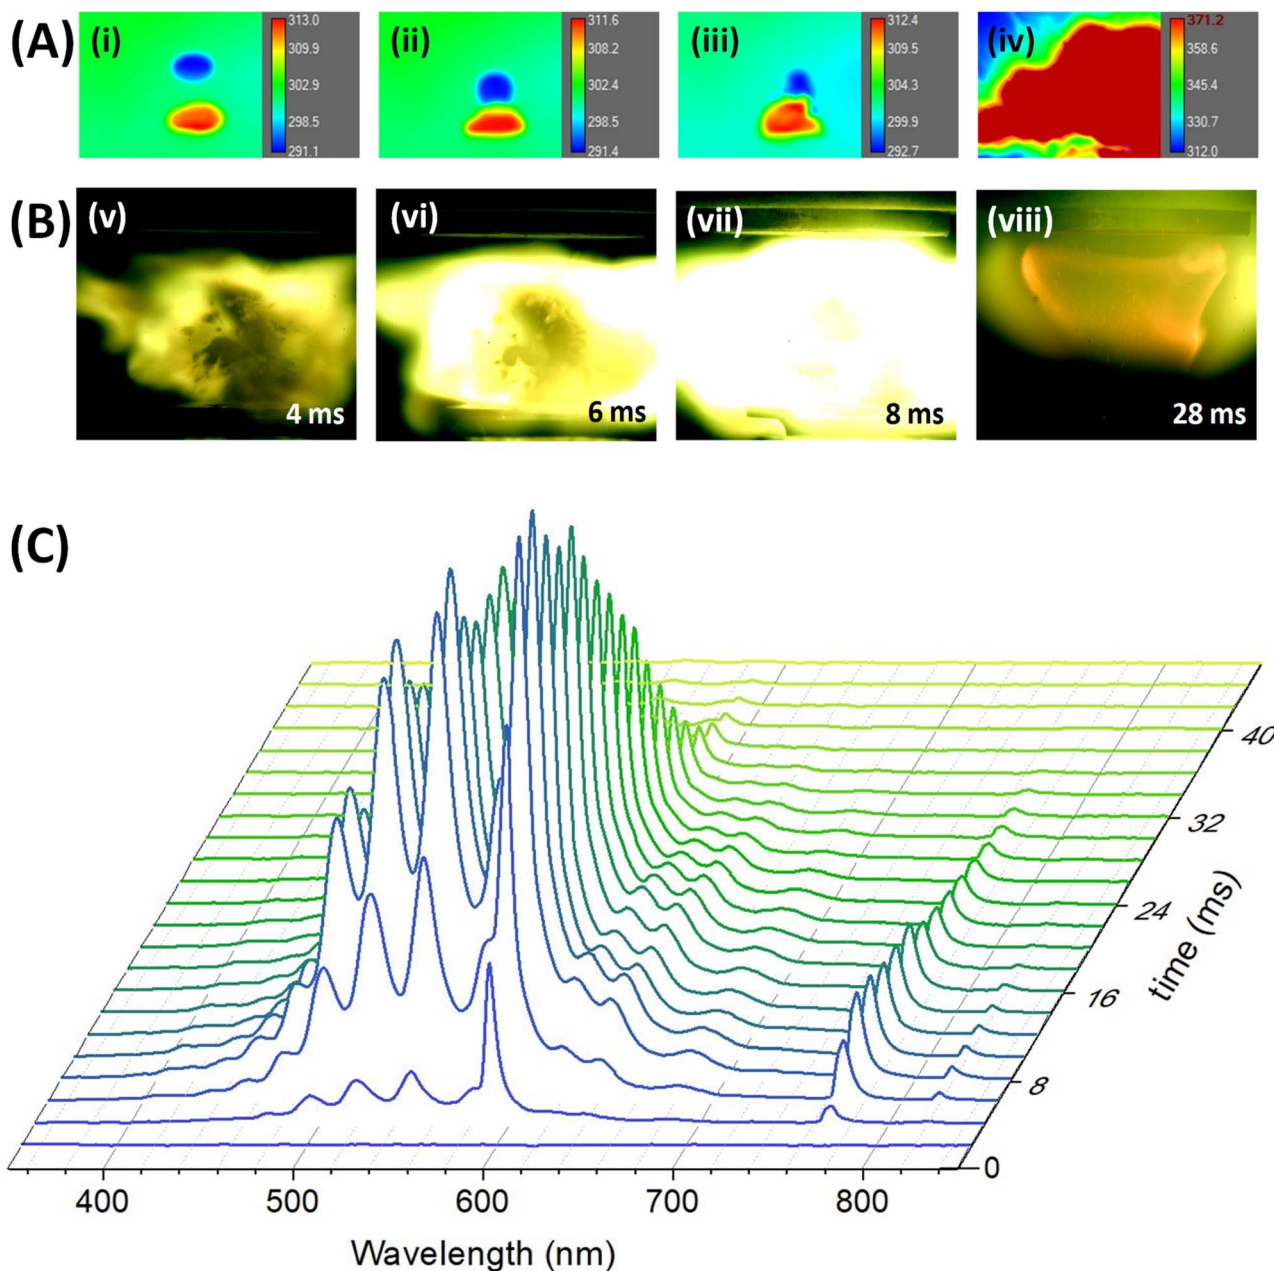 (A)
(i) 313.0
309.9
302.9
298.5
291.1
(ii) 311.6
308.2
302.4
298.5
291.4
(iii) 312.4
309.5
304.3
299.9
292.7
(iv) 371.2
358.6
345.4
330.7
312.0
(B)
(v) 4 ms
(vi) 6 ms
(vii) 8 ms
(viii) 28 ms
(C)
40
32
24
16
8
0
time (ms)
400 500 600 700 800
Wavelength (nm)